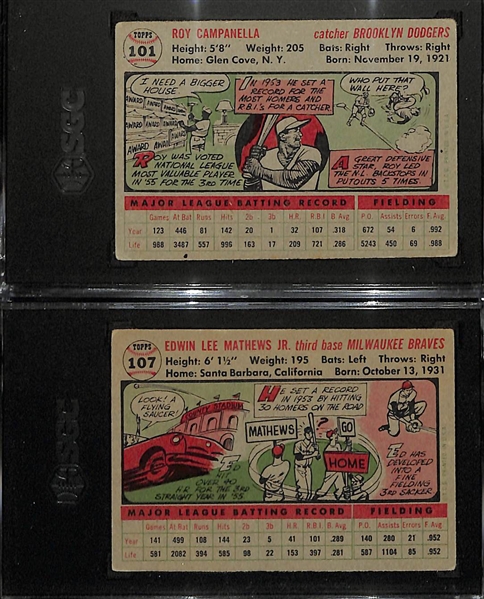 SGC
TOPPS
101
ROY CAMPANELLA catcher BROOKLYN DODGERS
Height: 5'8" Weight: 205 Bats: Right Throws: Right
Home: Glen Cove, N. Y. Born: November 19, 1921
I NEED A BIGGER HOUSE.
AWARD AWARD AWARD
AWARD AWARD
IN 1953 HE SET A
RECORD FOR THE
MOST HOMERS AND
R.B.I.'s FOR A
CATCHER.
WHO PUT THAT
WALL HERE?
ROY WAS VOTED
NATIONAL LEAGUE
MOST VALUABLE PLAYER
IN '55 FOR THE 3RD TIME
A GREAT DEFENSIVE
STAR, ROY LED
THE N.L. BACKSTOPS IN
PUTOUTS 5 TIMES.
MAJOR LEAGUE BATTING RECORD FIELDING
Games At Bat Runs Hits 2b 3b H.R. R.B.I B. Avg P.O. Assists Errors F. Avg.
Year 123 446 81 142 20 1 32 107 .318 672 54 6 .992
Life 988 3487 557 996 163 17 209 721 .286 5243 450 69 .988
SGC
TOPPS
107
EDWIN LEE MATHEWS JR. third base MILWAUKEE BRAVES
Height: 6' 1½" Weight: 195 Bats: Left Throws: Right
Home: Santa Barbara, California Born: October 13, 1931
LOOK! A
FLYING
SAUCER!
COUNTY STADIUM
HE SET A RECORD
IN 1953 BY HITTING
30 HOMERS ON THE ROAD
MATHEWS
GO
HOME
ED HIT
OVER 40
H.R. FOR THE 3RD
STRAIGHT YEAR IN '55.
ED HAS
DEVELOPED
INTO A
FINE
FIELDING
3RD SACKER
MAJOR LEAGUE BATTING RECORD FIELDING
Games At Bat Runs Hits 2b 3b H.R. R.B.I B. Avg P.O. Assists Errors F. Avg.
Year 141 499 108 144 23 5 41 101 .289 140 280 21 .952
Life 581 2092 394 585 98 22 153 397 .281 587 1104 85 .952